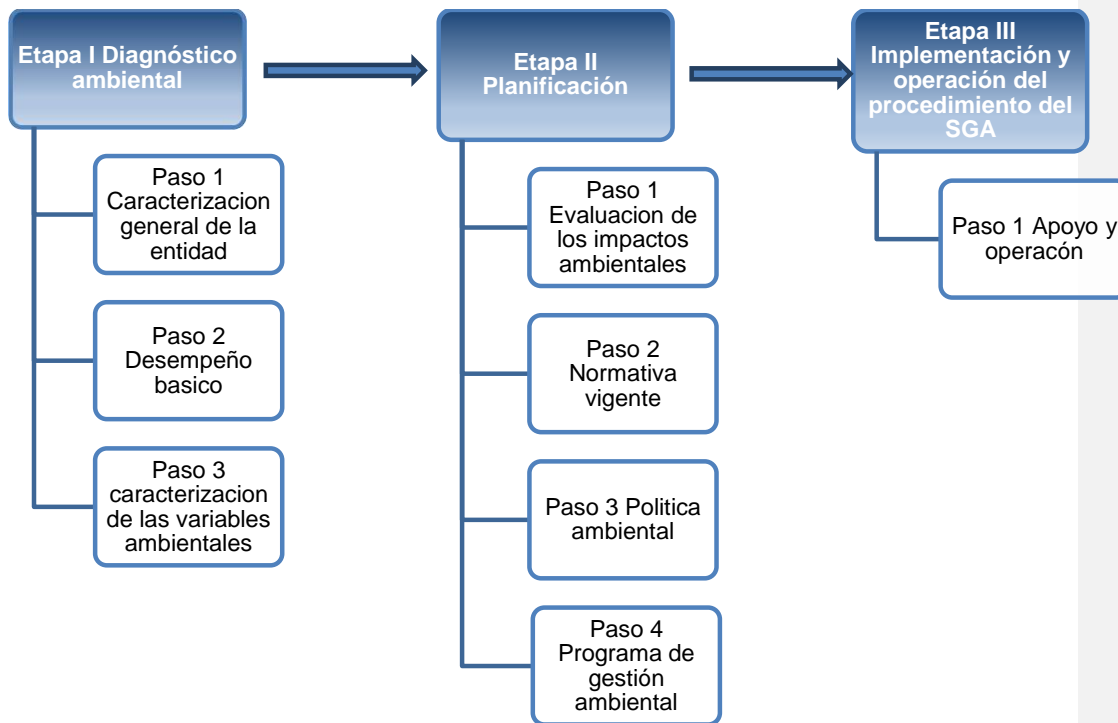 Etapa I Diagnóstico
ambiental
Paso 1
Caracterizacion
general de la
entidad
Paso 2
Desempeño
basico
Paso 3
caracterizacion
de las variables
ambientales
Etapa II
Planificación
Paso 1
Evaluacion de
los impactos
ambientales
Paso 2
Normativa
vigente
Paso 3 Politica
ambiental
Paso 4
Programa de
gestión
ambiental
Etapa III
Implementación y
operación del
procedimiento del
SGA
Paso 1 Apoyo y
operacón